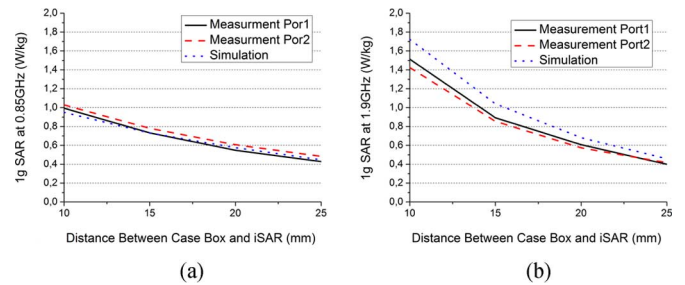 Measurment Por1
Measurment Por2
Simulation
1g SAR at 0.85GHz (W/kg)
2,0
1,8
1,6
1,4
1,2
1,0
0,8
0,6
0,4
0,2
0,0
10
15
20
25
Distance Between Case Box and iSAR (mm)
(a)
Measurement Port1
Measurement Port2
Simulation
1g SAR at 1.9GHz (W/kg)
2,0
1,8
1,6
1,4
1,2
1,0
0,8
0,6
0,4
0,2
0,0
10
15
20
25
Distance Between Case Box and iSAR (mm)
(b)